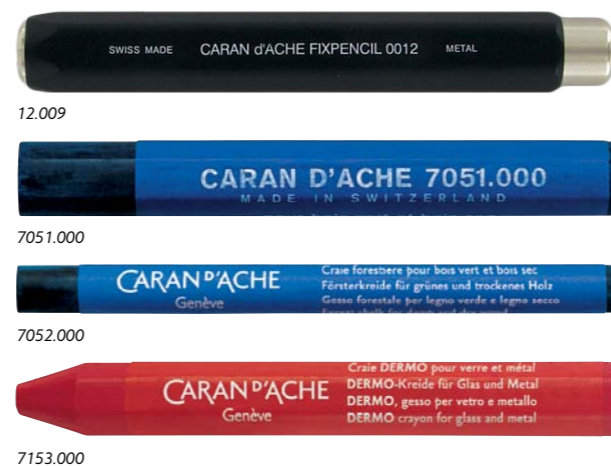 SWISS MADE CARAN d'ACHE FIXPENCIL 0012 METAL
12.009
CARAN D'ACHE 7051.000
MADE IN SWITZERLAND
7051.000
CARAN D'ACHE
Genève
Craie forestière pour bois vert et bois sec
Försterkreide für grünes und trockenes Holz
Gesso forestale per legno verde e legno secco
7052.000
CARAN D'ACHE
Genève
Craie DERMO pour verre et métal
DERMO-Kreide für Glas und Metal
DERMO, gesso per vetro e metallo
DERMO crayon for glass and metal
7153.000